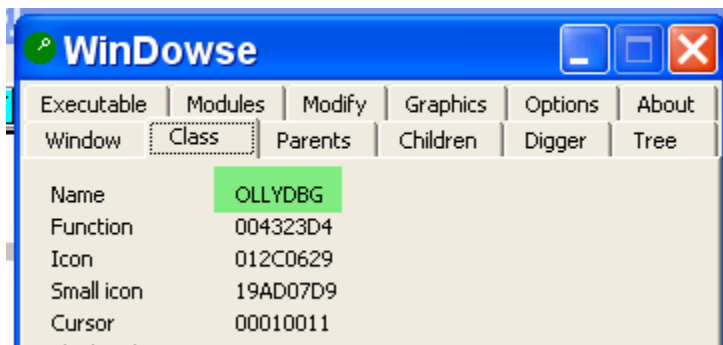 WinDowse
Executable Modules Modify Graphics Options About
Window Class Parents Children Digger Tree
Name OLLYDBG
Function 004323D4
Icon 012C0629
Small icon 19AD07D9
Cursor 00010011